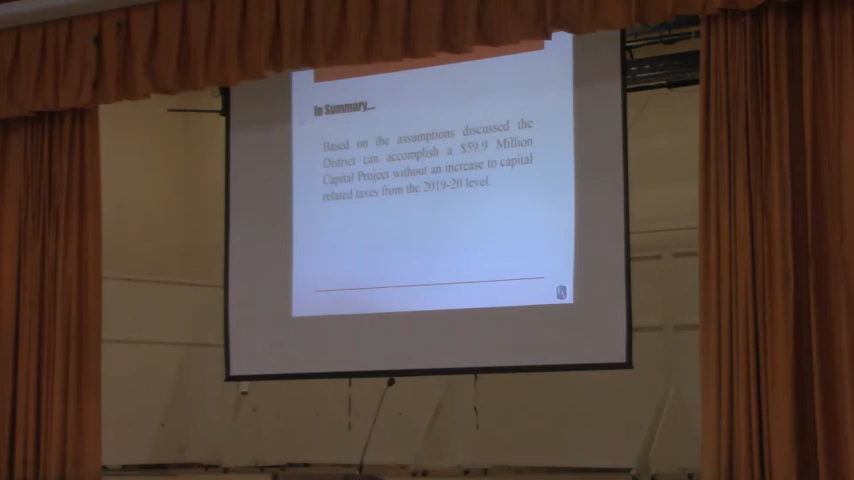 In Summary...
Based on the assumptions discussed the
District can accomplish a $59.9 Million
Capital Project without an increase to capital
related taxes from the 2019-20 level.